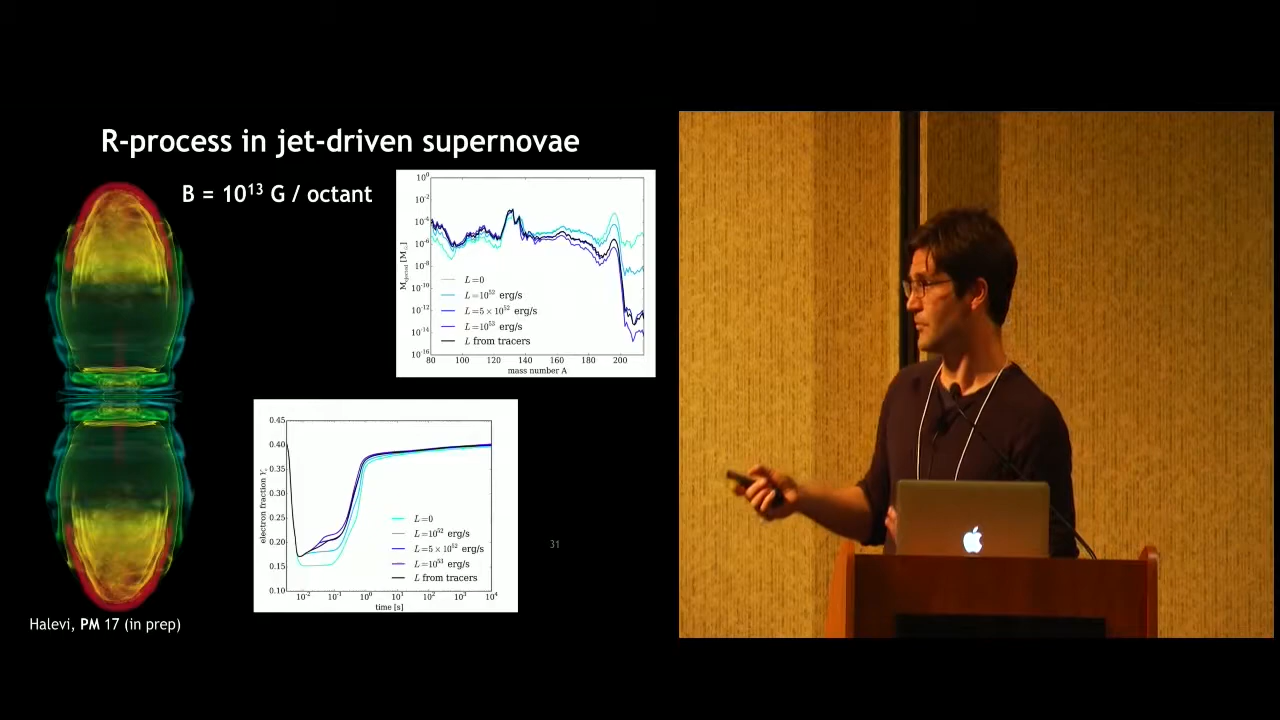 R-process in jet-driven supernovae
B = 10¹³ G / octant
10⁰
10⁻²
10⁻⁴
10⁻⁶
10⁻⁸
10⁻¹⁰
10⁻¹²
10⁻¹⁴
10⁻¹⁶
L=0
L=10⁵² erg/s
L=5 × 10⁵² erg/s
L=10⁵³ erg/s
L from tracers
80 100 120 140 160 180 200
mass number A
0.45
0.40
0.35
0.30
0.25
0.20
0.15
0.10
electron fraction Yₑ
L=0
L=10⁵² erg/s
L=5 × 10⁵² erg/s
L=10⁵³ erg/s
L from tracers
10⁻² 10⁻¹ 10⁰ 10¹ 10² 10³ 10⁴
time [s]
31
Halevi, PM 17 (in prep)